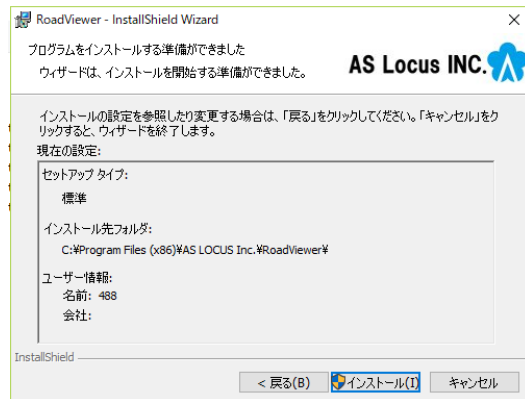 RoadViewer - InstallShield Wizard
プログラムをインストールする準備ができました
ウィザードは、インストールを開始する準備ができました。
AS Locus INC.
インストールの設定を参照したり変更する場合は、「戻る」をクリックしてください。「キャンセル」をク
リックすると、ウィザードを終了します。
現在の設定:
セットアップ タイプ:
標準
インストール先フォルダ:
C:¥Program Files (x86)¥AS LOCUS Inc.¥RoadViewer¥
ユーザー情報:
名前: 488
会社:
InstallShield
< 戻る(B)
インストール(I)
キャンセル